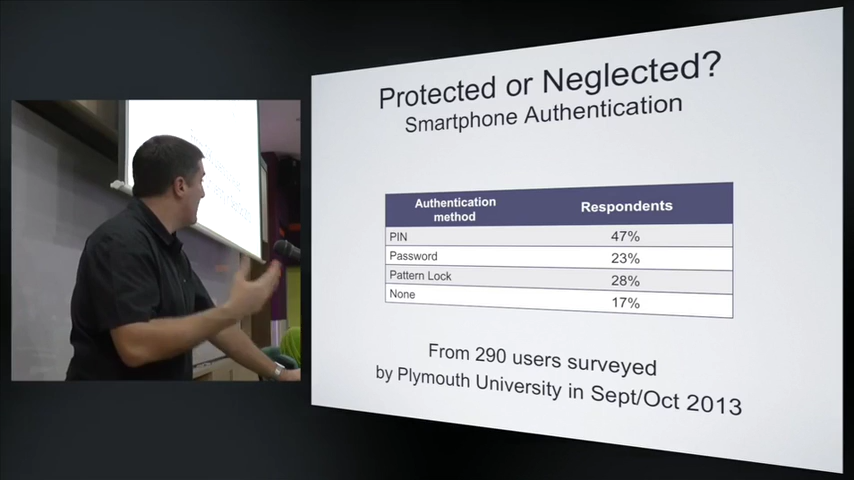 Protected or Neglected?
Smartphone Authentication
Authentication method Respondents
PIN 47%
Password 23%
Pattern Lock 28%
None 17%
From 290 users surveyed
by Plymouth University in Sept/Oct 2013